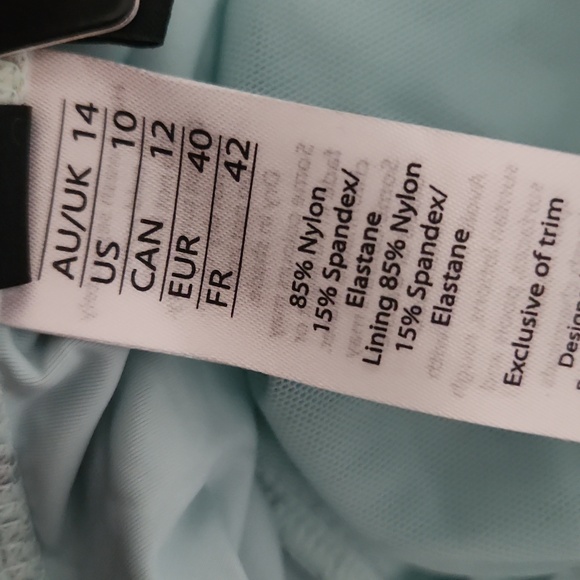 AU/UK 14
US 10
CAN 12
EUR 40
FR 42
85% Nylon
15% Spandex/
Elastane
Lining 85% Nylon
15% Spandex/
Elastane
Exclusive of trim